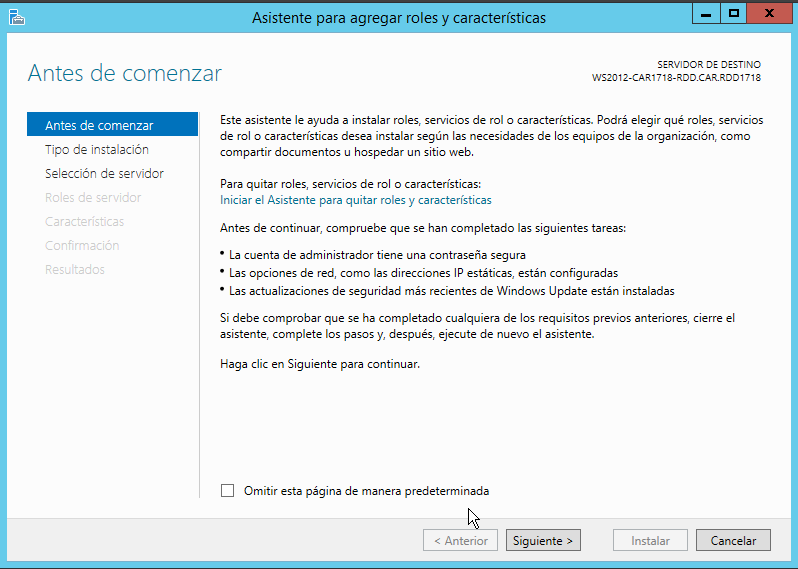 Asistente para agregar roles y características
Antes de comenzar
SERVIDOR DE DESTINO
WS2012-CAR1718-RDD.CAR.RDD1718
Antes de comenzar
Tipo de instalación
Selección de servidor
Roles de servidor
Características
Confirmación
Resultados
Este asistente le ayuda a instalar roles, servicios de rol o características. Podrá elegir qué roles, servicios
de rol o características desea instalar según las necesidades de los equipos de la organización, como
compartir documentos u hospedar un sitio web.
Para quitar roles, servicios de rol o características:
Iniciar el Asistente para quitar roles y características
Antes de continuar, compruebe que se han completado las siguientes tareas:
• La cuenta de administrador tiene una contraseña segura
• Las opciones de red, como las direcciones IP estáticas, están configuradas
• Las actualizaciones de seguridad más recientes de Windows Update están instaladas
Si debe comprobar que se ha completado cualquiera de los requisitos previos anteriores, cierre el
asistente, complete los pasos y, después, ejecute de nuevo el asistente.
Haga clic en Siguiente para continuar.
Omitir esta página de manera predeterminada
< Anterior
Siguiente >
Instalar
Cancelar